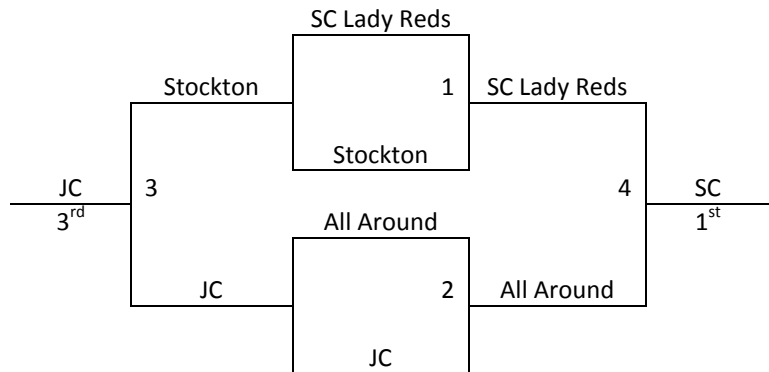 SC Lady Reds
Stockton
1
SC Lady Reds
Stockton
JC
3
4
SC
3rd
1st
All Around
JC
2
All Around
JC